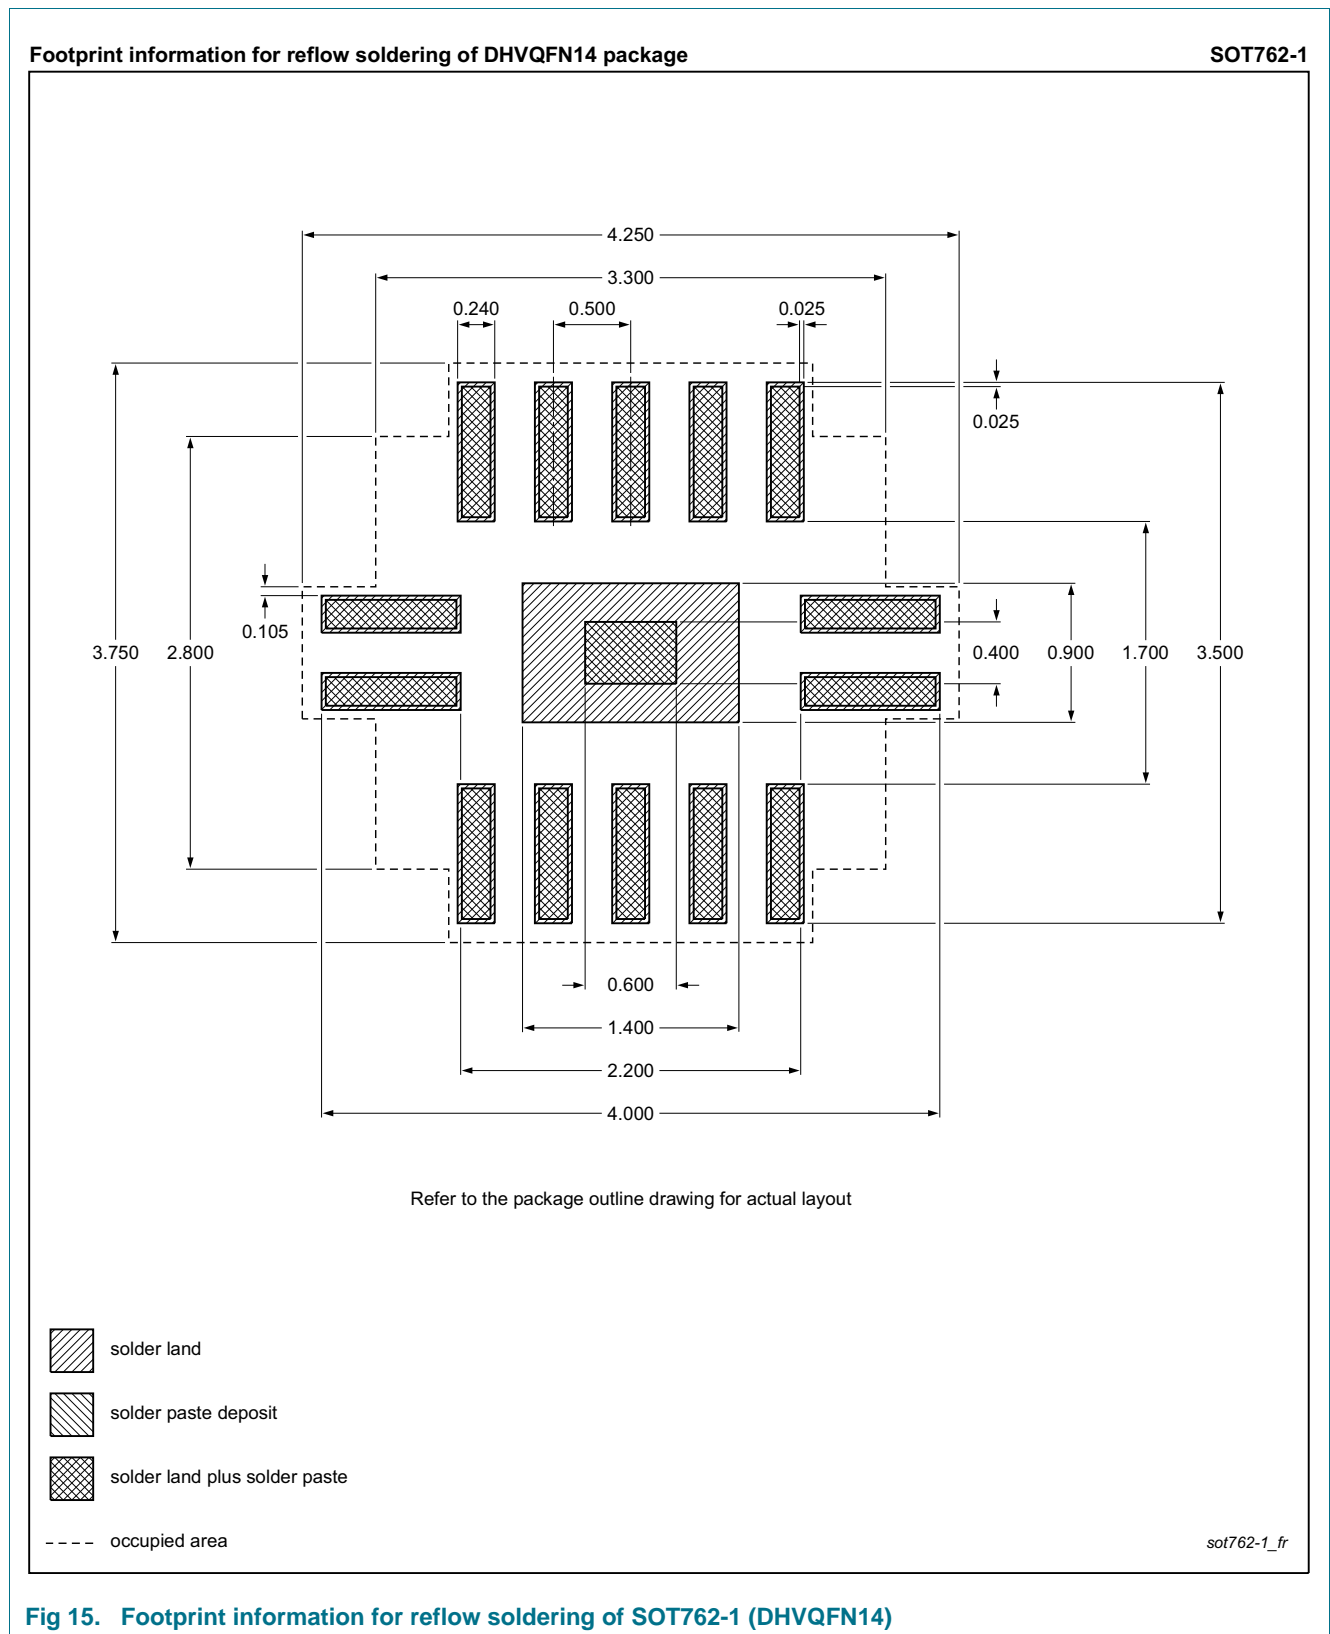 Footprint information for reflow soldering of DHVQFN14 package SOT762-1
4.250
3.300
0.240 0.500 0.025
0.025
0.105
3.750 2.800 0.400 0.900 1.700 3.500
0.600
1.400
2.200
4.000
Refer to the package outline drawing for actual layout
solder land
solder paste deposit
solder land plus solder paste
occupied area sot762-1_fr
Fig 15. Footprint information for reflow soldering of SOT762-1 (DHVQFN14)